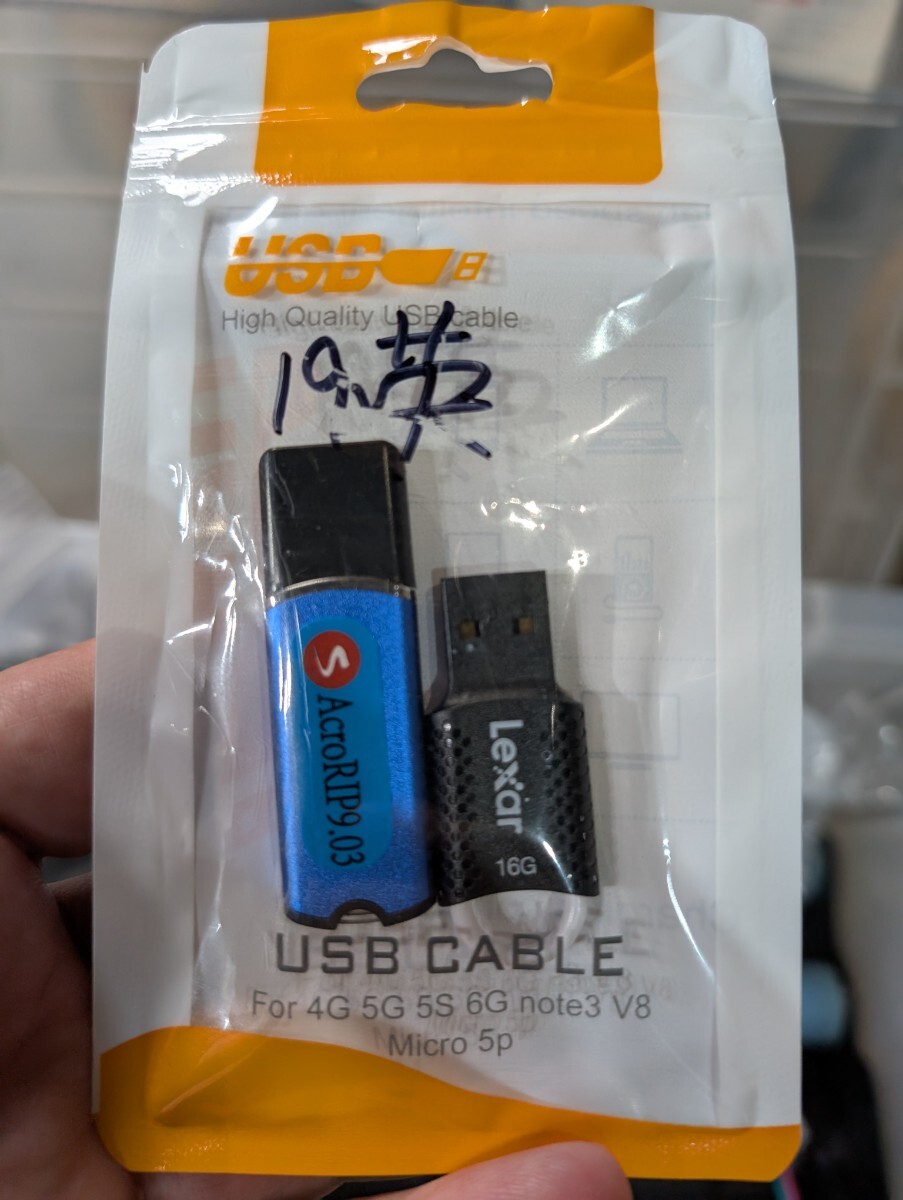 USB
High Quality USB cable
19英
S AcroRIP9.03
Lexar
16G
USB CABLE
For 4G 5G 5S 6G note3 V8
Micro 5p